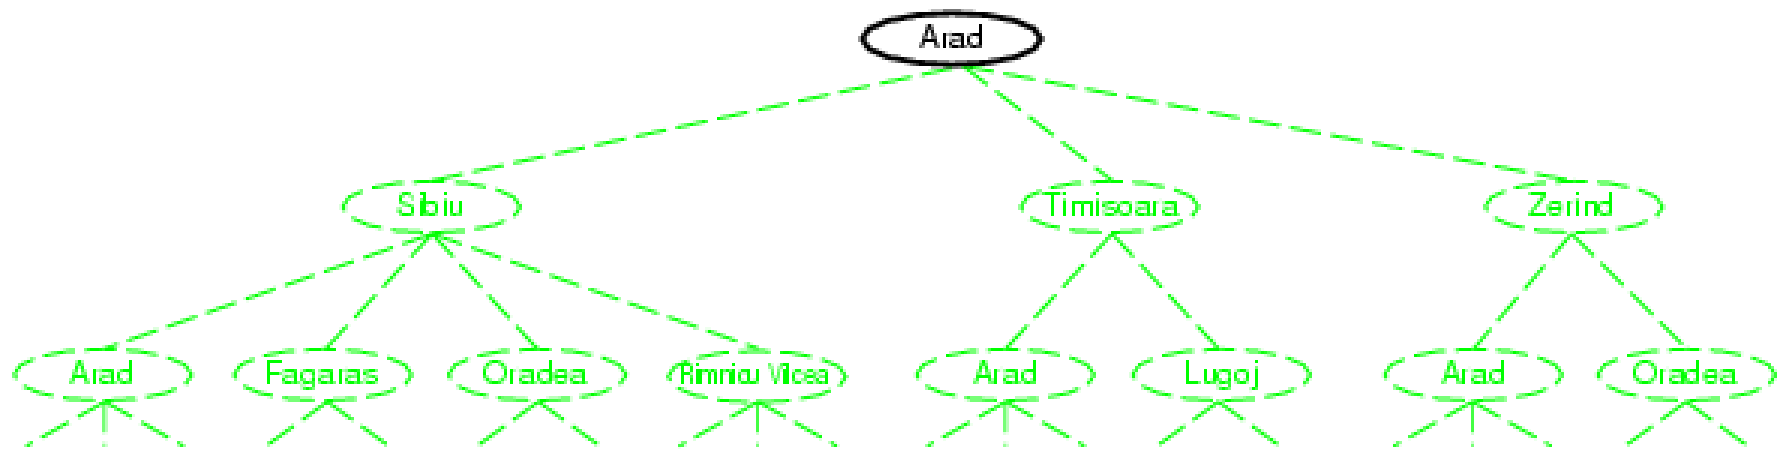 Arad
Sibiu
Timisoara
Zerind
Arad
Fagaras
Oradea
Rimnicu Vilcea
Arad
Lugoj
Arad
Oradea